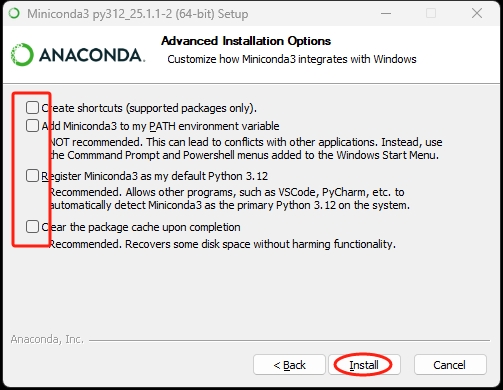 Miniconda3 py312_25.1.1-2 (64-bit) Setup
Advanced Installation Options
Customize how Miniconda3 integrates with Windows
ANACONDA.
Create shortcuts (supported packages only).
Add Miniconda3 to my PATH environment variable
NOT recommended. This can lead to conflicts with other applications. Instead, use
the Commmand Prompt and Powershell menus added to the Windows Start Menu.
Register Miniconda3 as my default Python 3.12
Recommended. Allows other programs, such as VSCode, PyCharm, etc. to
automatically detect Miniconda3 as the primary Python 3.12 on the system.
Clear the package cache upon completion
Recommended. Recovers some disk space without harming functionality.
Anaconda, Inc.
< Back
Install
Cancel